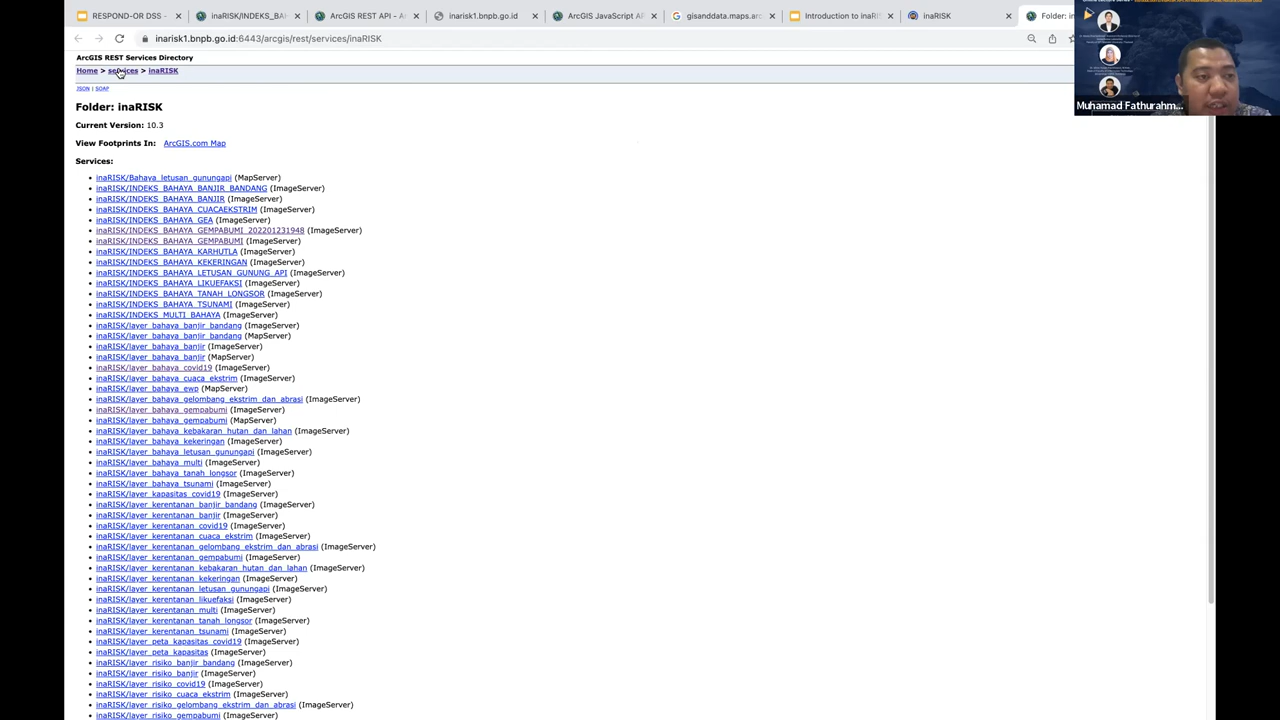 RESPOND-OR DSS -
inaRISK/INDEKS_BAH
ArcGIS REST API -
inarisk1.bnpb.go.id
ArcGIS JavaScript AP
gisanddata.maps.arc
Introduction to inaRI
inaRISK
Folder: in
inarisk1.bnpb.go.id:6443/arcgis/rest/services/inaRISK
ArcGIS REST Services Directory
Home > services > inaRISK
JSON | SOAP
Folder: inaRISK
Current Version: 10.3
View Footprints In: ArcGIS.com Map
Services:
inaRISK/Bahaya_letusan_gunungapi (MapServer)
inaRISK/INDEKS_BAHAYA_BANJIR_BANDANG (ImageServer)
inaRISK/INDEKS_BAHAYA_BANJIR (ImageServer)
inaRISK/INDEKS_BAHAYA_CUACAEKSTRIM (ImageServer)
inaRISK/INDEKS_BAHAYA_GEA (ImageServer)
inaRISK/INDEKS_BAHAYA_GEMPABUMI_202201231948 (ImageServer)
inaRISK/INDEKS_BAHAYA_GEMPABUMI (ImageServer)
inaRISK/INDEKS_BAHAYA_KARHUTLA (ImageServer)
inaRISK/INDEKS_BAHAYA_KEKERINGAN (ImageServer)
inaRISK/INDEKS_BAHAYA_LETUSAN_GUNUNG_API (ImageServer)
inaRISK/INDEKS_BAHAYA_LIKUEFAKSI (ImageServer)
inaRISK/INDEKS_BAHAYA_TANAH_LONGSOR (ImageServer)
inaRISK/INDEKS_BAHAYA_TSUNAMI (ImageServer)
inaRISK/INDEKS_MULTI_BAHAYA (ImageServer)
inaRISK/layer_bahaya_banjir_bandang (ImageServer)
inaRISK/layer_bahaya_banjir_bandang (MapServer)
inaRISK/layer_bahaya_banjir (ImageServer)
inaRISK/layer_bahaya_banjir (MapServer)
inaRISK/layer_bahaya_covid19 (ImageServer)
inaRISK/layer_bahaya_cuaca_ekstrim (ImageServer)
inaRISK/layer_bahaya_ewp (MapServer)
inaRISK/layer_bahaya_gelombang_ekstrim_dan_abrasi (ImageServer)
inaRISK/layer_bahaya_gempabumi (ImageServer)
inaRISK/layer_bahaya_gempabumi (MapServer)
inaRISK/layer_bahaya_kebakaran_hutan_dan_lahan (ImageServer)
inaRISK/layer_bahaya_kekeringan (ImageServer)
inaRISK/layer_bahaya_letusan_gunungapi (ImageServer)
inaRISK/layer_bahaya_multi (ImageServer)
inaRISK/layer_bahaya_tanah_longsor (ImageServer)
inaRISK/layer_bahaya_tsunami (ImageServer)
inaRISK/layer_kapasitas_covid19 (ImageServer)
inaRISK/layer_kerentanan_banjir_bandang (ImageServer)
inaRISK/layer_kerentanan_banjir (ImageServer)
inaRISK/layer_kerentanan_covid19 (ImageServer)
inaRISK/layer_kerentanan_cuaca_ekstrim (ImageServer)
inaRISK/layer_kerentanan_gelombang_ekstrim_dan_abrasi (ImageServer)
inaRISK/layer_kerentanan_gempabumi (ImageServer)
inaRISK/layer_kerentanan_kebakaran_hutan_dan_lahan (ImageServer)
inaRISK/layer_kerentanan_kekeringan (ImageServer)
inaRISK/layer_kerentanan_letusan_gunungapi (ImageServer)
inaRISK/layer_kerentanan_likuefaksi (ImageServer)
inaRISK/layer_kerentanan_multi (ImageServer)
inaRISK/layer_kerentanan_tanah_longsor (ImageServer)
inaRISK/layer_kerentanan_tsunami (ImageServer)
inaRISK/layer_peta_kapasitas_covid19 (ImageServer)
inaRISK/layer_peta_kapasitas (ImageServer)
inaRISK/layer_risiko_banjir_bandang (ImageServer)
inaRISK/layer_risiko_banjir (ImageServer)
inaRISK/layer_risiko_covid19 (ImageServer)
inaRISK/layer_risiko_cuaca_ekstrim (ImageServer)
inaRISK/layer_risiko_gelombang_ekstrim_dan_abrasi (ImageServer)
inaRISK/layer_risiko_gempabumi (ImageServer)
Muhamad Fathurahm...